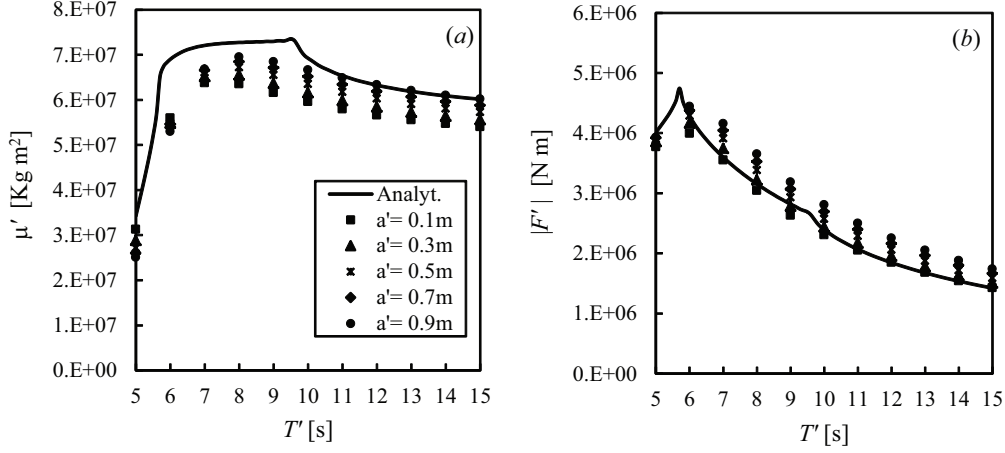 8.E+07
7.E+07
6.E+07
5.E+07
4.E+07
3.E+07
2.E+07
1.E+07
0.E+00
μ′ [Kg m²]
(a)
Analyt.
a'= 0.1m
a'= 0.3m
a'= 0.5m
a'= 0.7m
a'= 0.9m
5 6 7 8 9 10 11 12 13 14 15
T′ [s]
6.E+06
5.E+06
4.E+06
3.E+06
2.E+06
1.E+06
0.E+00
|F′ | [N m]
(b)
5 6 7 8 9 10 11 12 13 14 15
T′ [s]